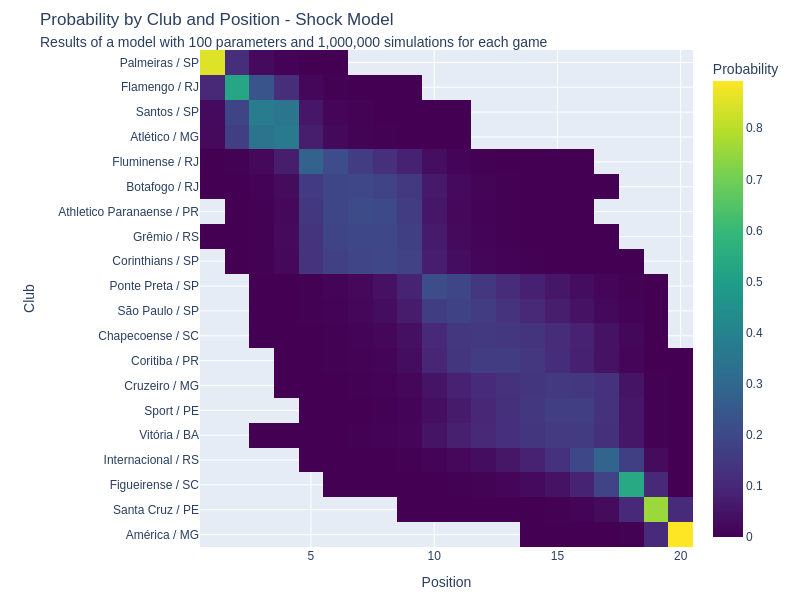 Probability by Club and Position - Shock Model
Results of a model with 100 parameters and 1,000,000 simulations for each game
Probability
Club
Palmeiras / SP
Flamengo / RJ
Santos / SP
Atlético / MG
Fluminense / RJ
Botafogo / RJ
Athletico Paranaense / PR
Grêmio / RS
Corinthians / SP
Ponte Preta / SP
São Paulo / SP
Chapecoense / SC
Coritiba / PR
Cruzeiro / MG
Sport / PE
Vitória / BA
Internacional / RS
Figueirense / SC
Santa Cruz / PE
América / MG
0.8
0.7
0.6
0.5
0.4
0.3
0.2
0.1
0
5 10 15 20
Position